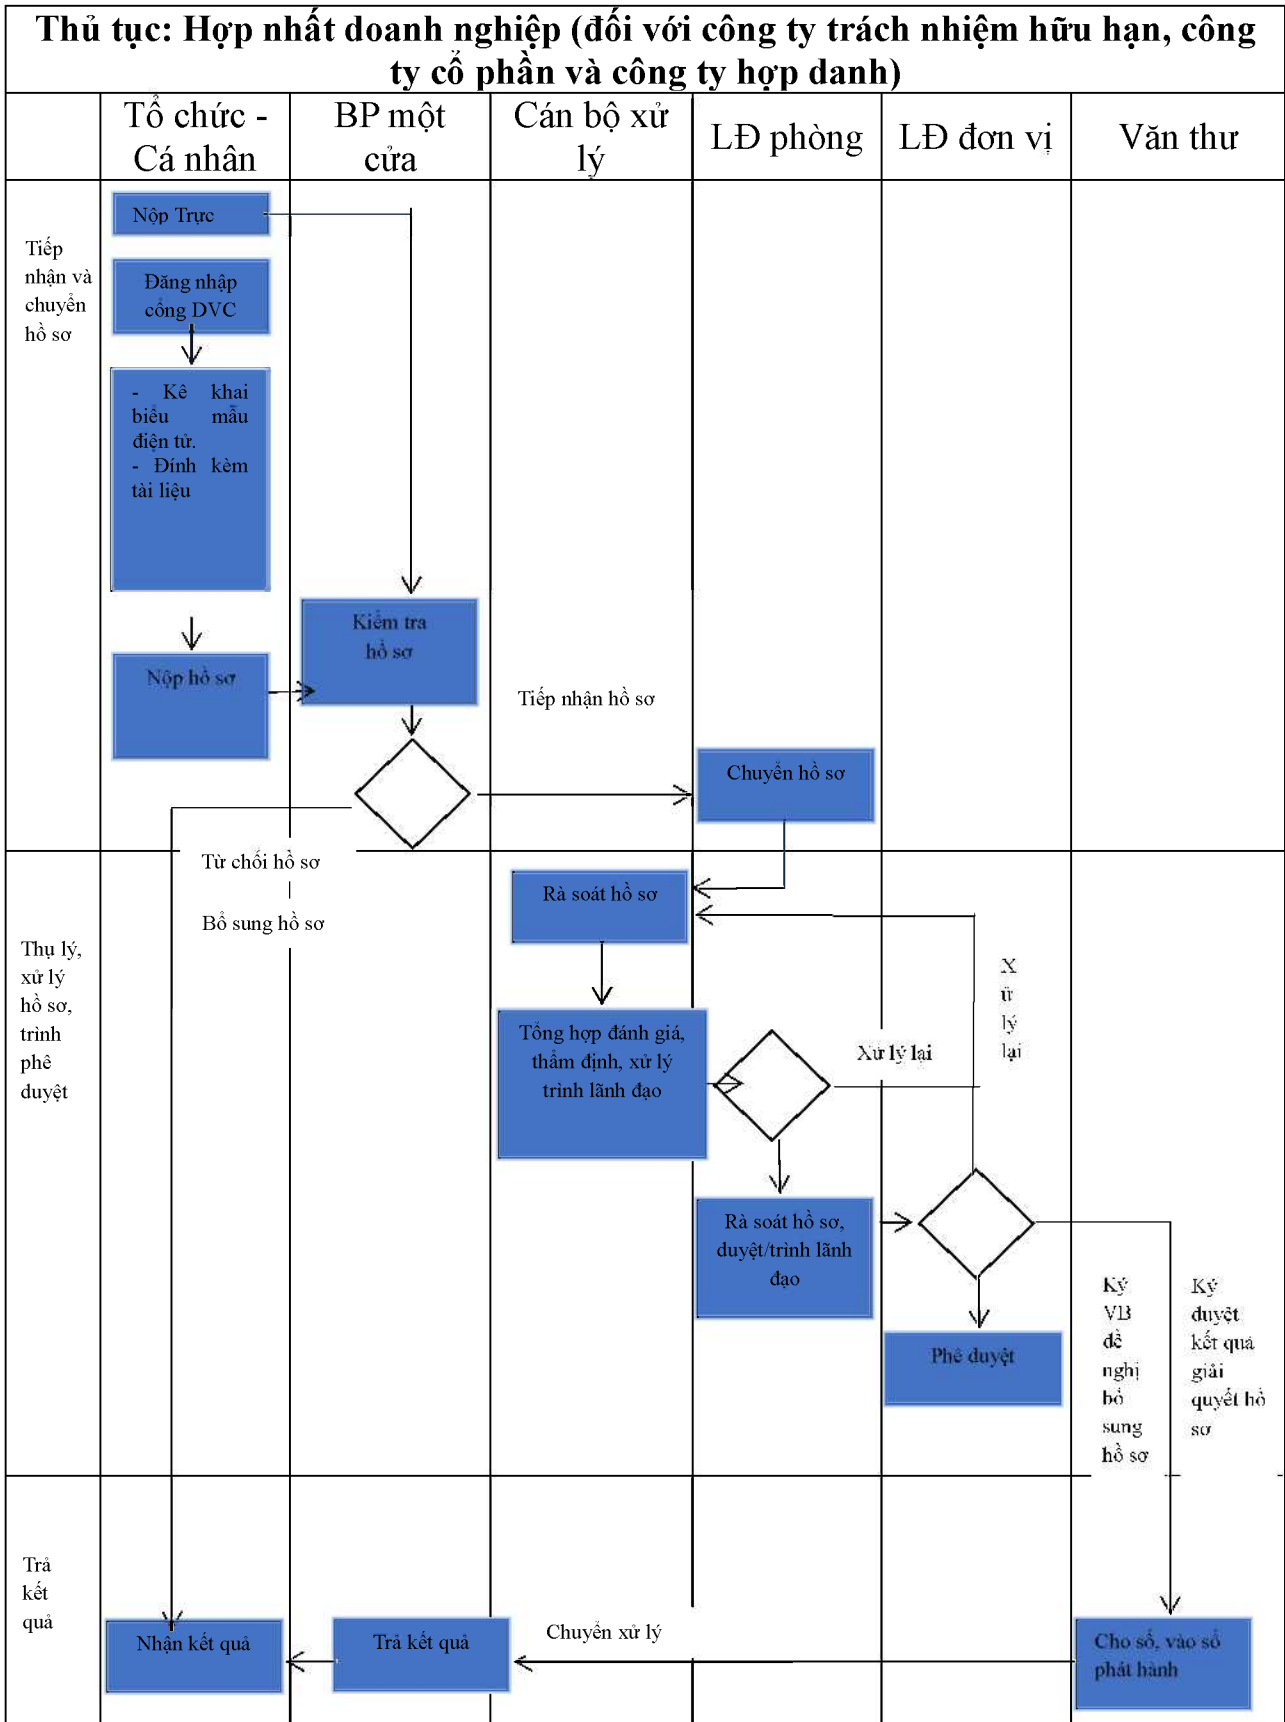 Thủ tục: Hợp nhất doanh nghiệp (đối với công ty trách nhiệm hữu hạn, công
ty cổ phần và công ty hợp danh)
Tổ chức -
Cá nhân
BP một
cửa
Cán bộ xử
lý
LĐ phòng
LĐ đơn vị
Văn thư
Tiếp
nhận và
chuyển
hồ sơ
Nộp Trực
Đăng nhập
cổng DVC
- Kê khai
biểu mẫu
điện tử.
- Đính kèm
tài liệu
Nộp hồ sơ
Kiểm tra
hồ sơ
Tiếp nhận hồ sơ
Chuyển hồ sơ
Từ chối hồ sơ
Bổ sung hồ sơ
Thụ lý,
xử lý
hồ sơ,
trình
phê
duyệt
Rà soát hồ sơ
Tổng hợp đánh giá,
thẩm định, xử lý
trình lãnh đạo
Xử lý lại
X
ử
lý
lại
Rà soát hồ sơ,
duyệt/trình lãnh
đạo
Phê duyệt
Ký
VB
đề
nghị
bổ
sung
hồ sơ
Ký
duyệt
kết quả
giải
quyết hồ
sơ
Trả
kết
quả
Nhận kết quả
Trả kết quả
Chuyển xử lý
Cho số, vào sổ
phát hành